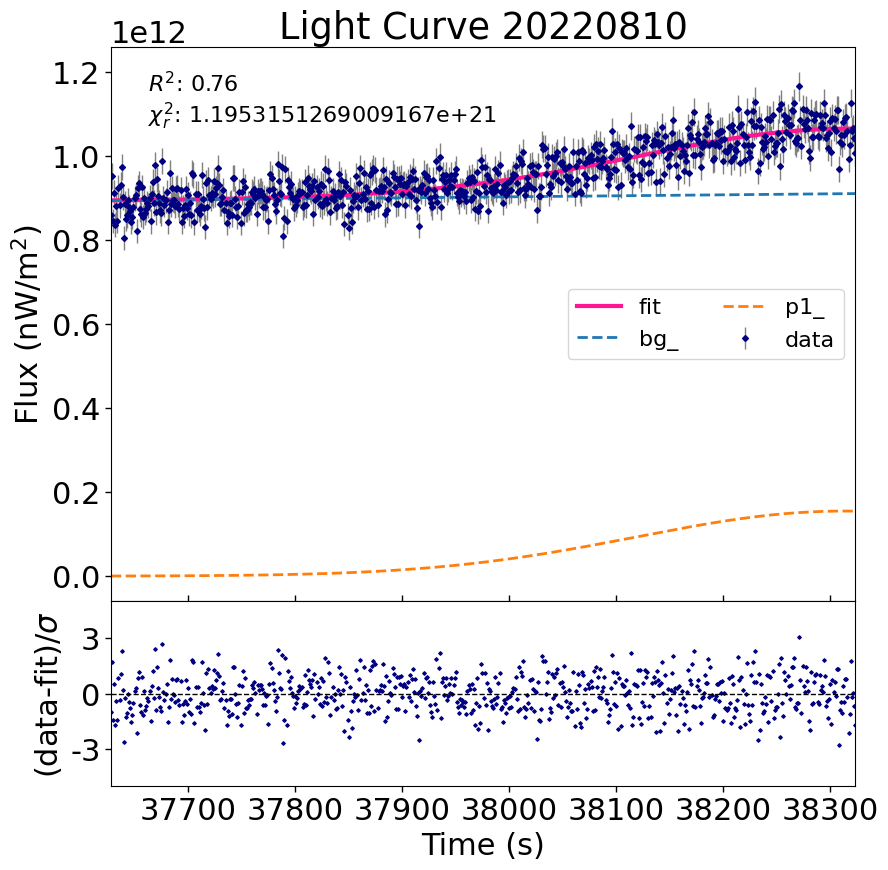 Light Curve 20220810
1e12
R²: 0.76
χᵣ²: 1.1953151269009167e+21
1.2
1.0
0.8
0.6
0.4
0.2
0.0
Flux (nW/m²)
fit
bg_
p1_
data
3
0
-3
(data-fit)/σ
37700 37800 37900 38000 38100 38200 38300
Time (s)